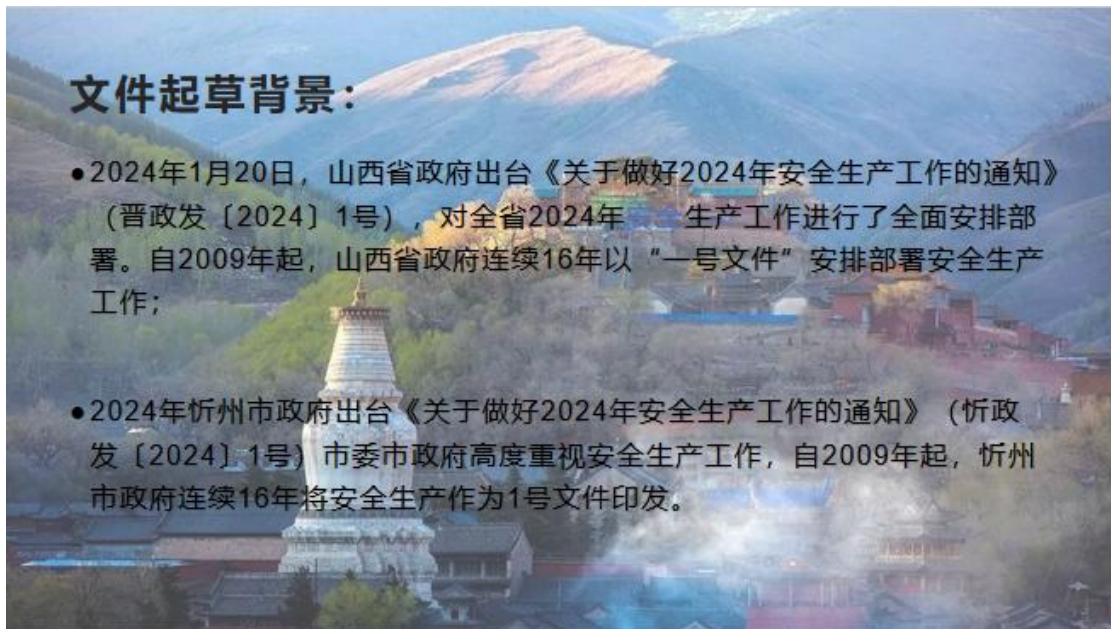 文件起草背景：
●2024年1月20日，山西省政府出台《关于做好2024年安全生产工作的通知》
（晋政发〔2024〕1号），对全省2024年安全生产工作进行了全面安排部
署。自2009年起，山西省政府连续16年以“一号文件”安排部署安全生产
工作；
●2024年忻州市政府出台《关于做好2024年安全生产工作的通知》（忻政
发〔2024〕1号）市委市政府高度重视安全生产工作，自2009年起，忻州
市政府连续16年将安全生产作为1号文件印发。